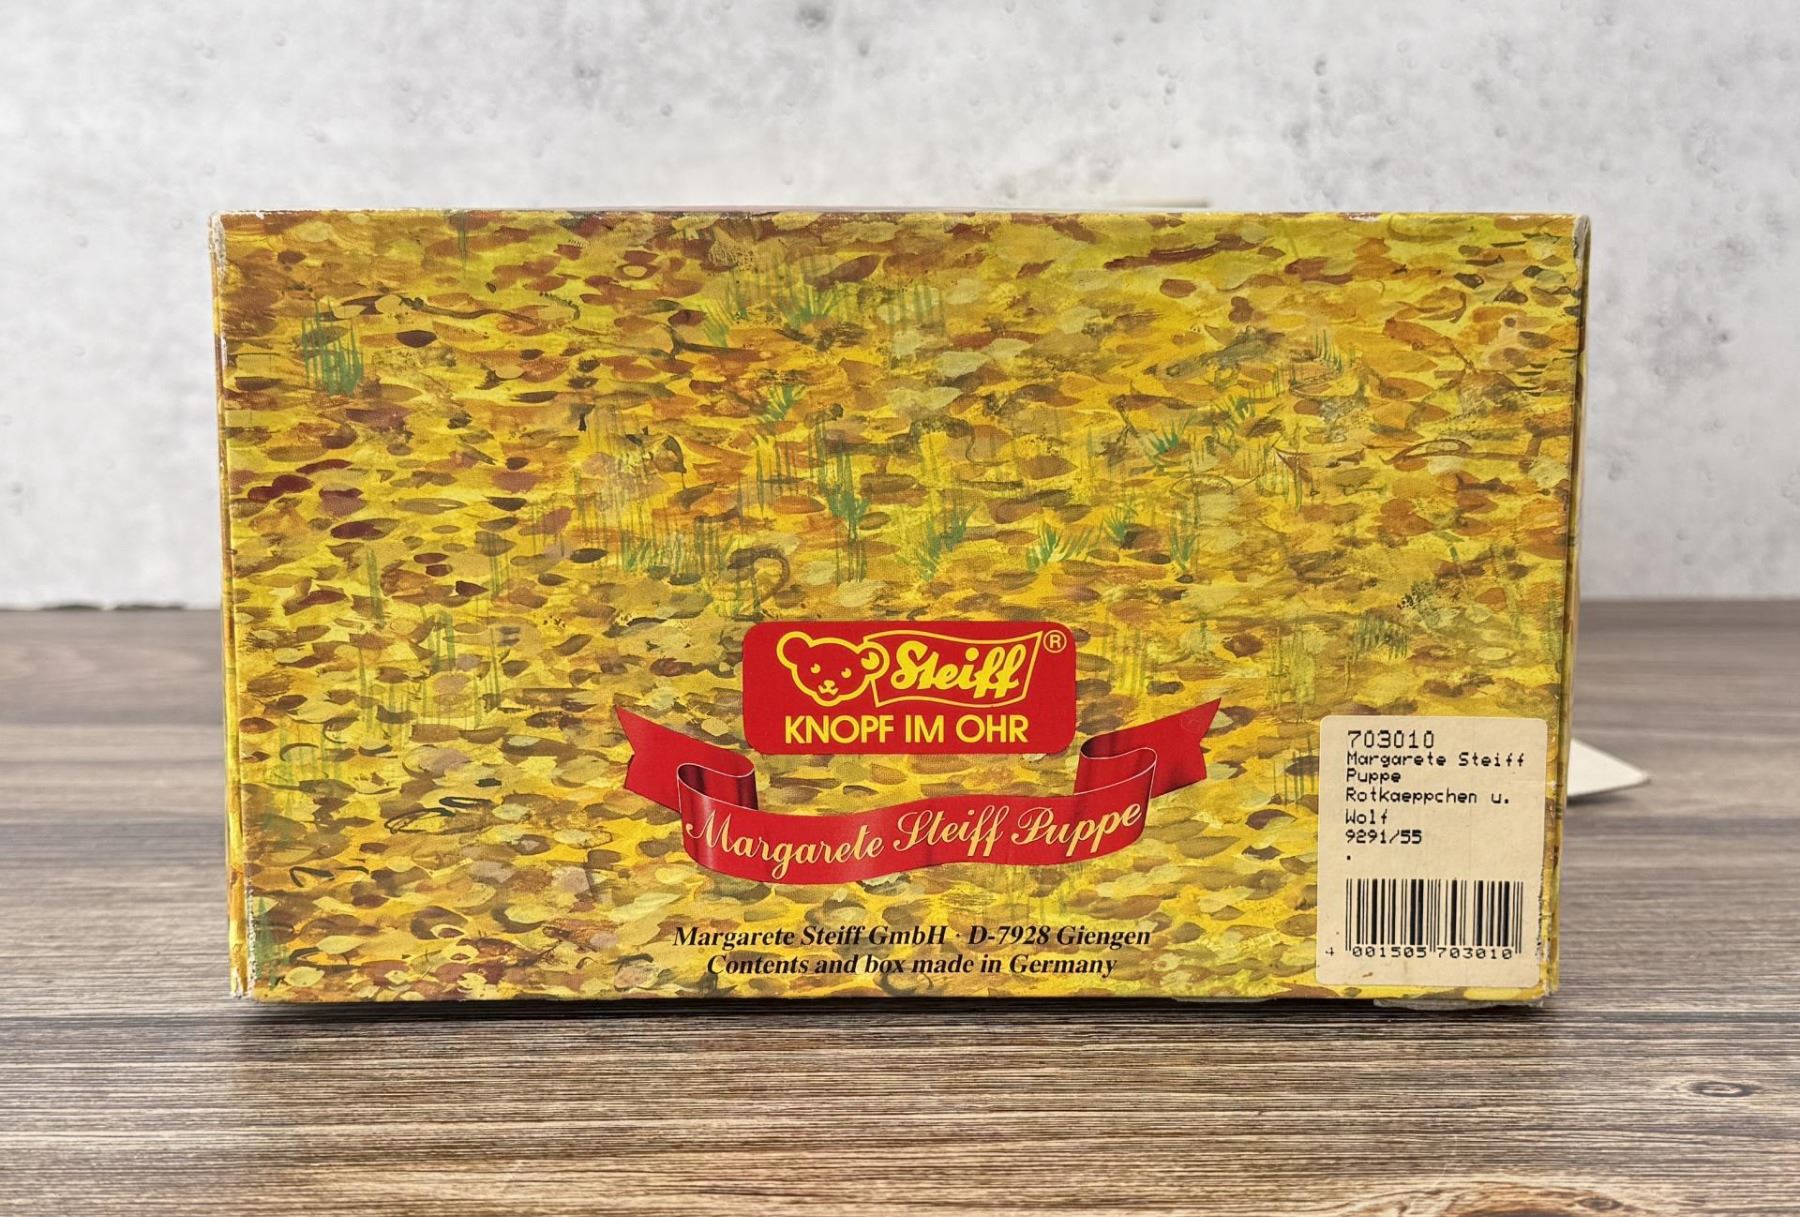 Steiff®
KNOPF IM OHR
Margarete Steiff Puppe
Margarete Steiff GmbH · D-7928 Giengen
Contents and box made in Germany
703010
Margarete Steiff
Puppe
Rotkaeppchen u.
Wolf
9291/55
.
4 001505 703010